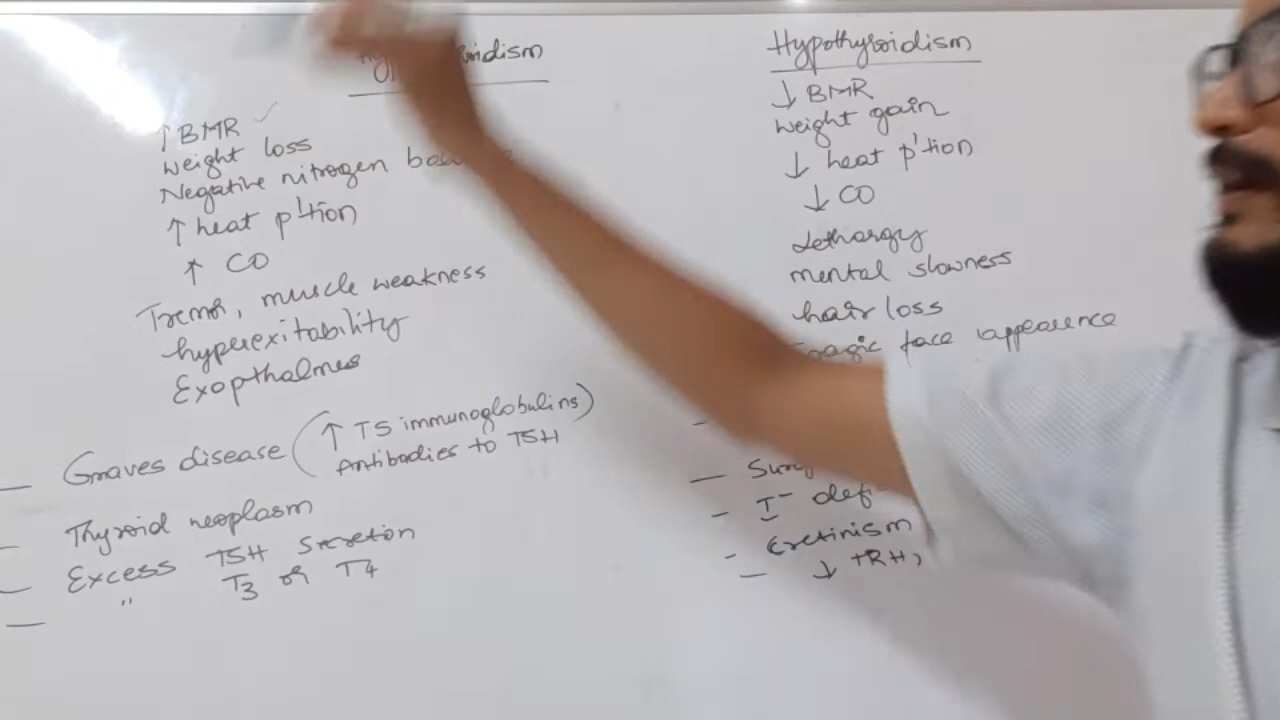 Hypothyroidism
↑ BMR ✓
Weight loss
Negative nitrogen
↑ heat p'tion
↑ CO
Tremor, muscle weakness
hyperexitability
Exopthalmos
— Graves disease (↑ TS immunoglobulins)
Antibodies to TSH
— Thyroid neoplasm
— Excess TSH Secretion
— " T3 or T4
↓ BMR
Weight gain
↓ heat p'tion
↓ CO
Lethargy
mental slowness
hair loss
face appearence
— I⁻
- Cretinism
— ↓ TRH,